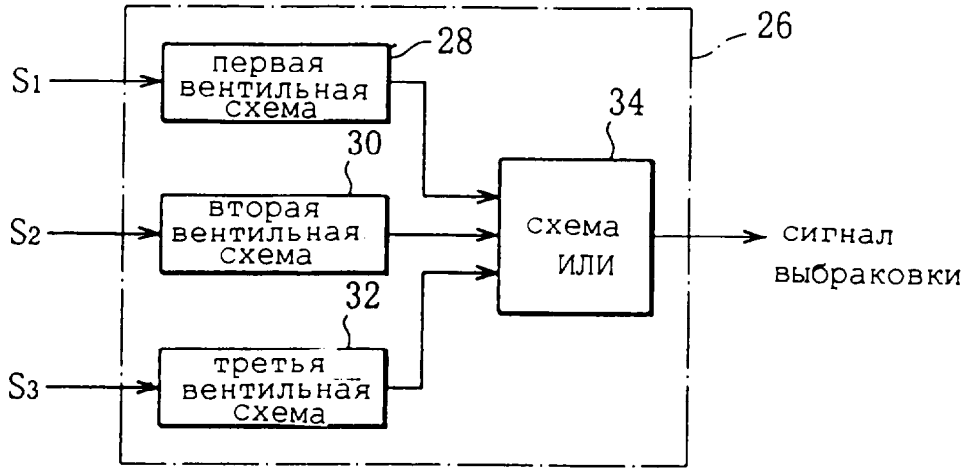 28
26
S1
первая
вентильная
схема
34
30
S2
вторая
вентильная
схема
схема
ИЛИ
сигнал
выбраковки
32
S3
третья
вентильная
схема